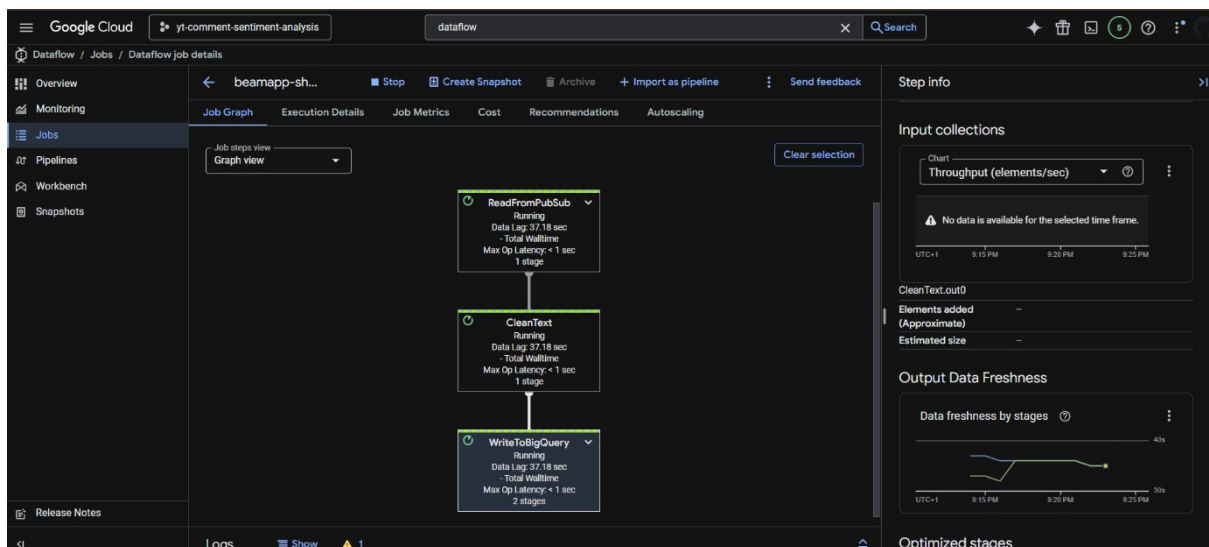 Google Cloud
yt-comment-sentiment-analysis
dataflow
Search
5
Dataflow / Jobs / Dataflow job details
Overview
Monitoring
Jobs
Pipelines
Workbench
Snapshots
Release Notes
beamapp-sh...
Stop
Create Snapshot
Archive
+ Import as pipeline
Send feedback
Job Graph
Execution Details
Job Metrics
Cost
Recommendations
Autoscaling
Job steps view
Graph view
Clear selection
ReadFromPubSub
Running
Data Lag: 37.18 sec
- Total Walltime
Max Op Latency: < 1 sec
1 stage
CleanText
Running
Data Lag: 37.18 sec
- Total Walltime
Max Op Latency: < 1 sec
1 stage
WriteToBigQuery
Running
Data Lag: 37.18 sec
- Total Walltime
Max Op Latency: < 1 sec
2 stages
Logs
Show
1
Step info
Input collections
Chart
Throughput (elements/sec)
No data is available for the selected time frame.
UTC+1 9:15 PM 9:20 PM 9:25 PM
CleanText.out0
Elements added
(Approximate) –
Estimated size –
Output Data Freshness
Data freshness by stages
40s
30s
UTC+1 9:15 PM 9:20 PM 9:25 PM
Optimized stages